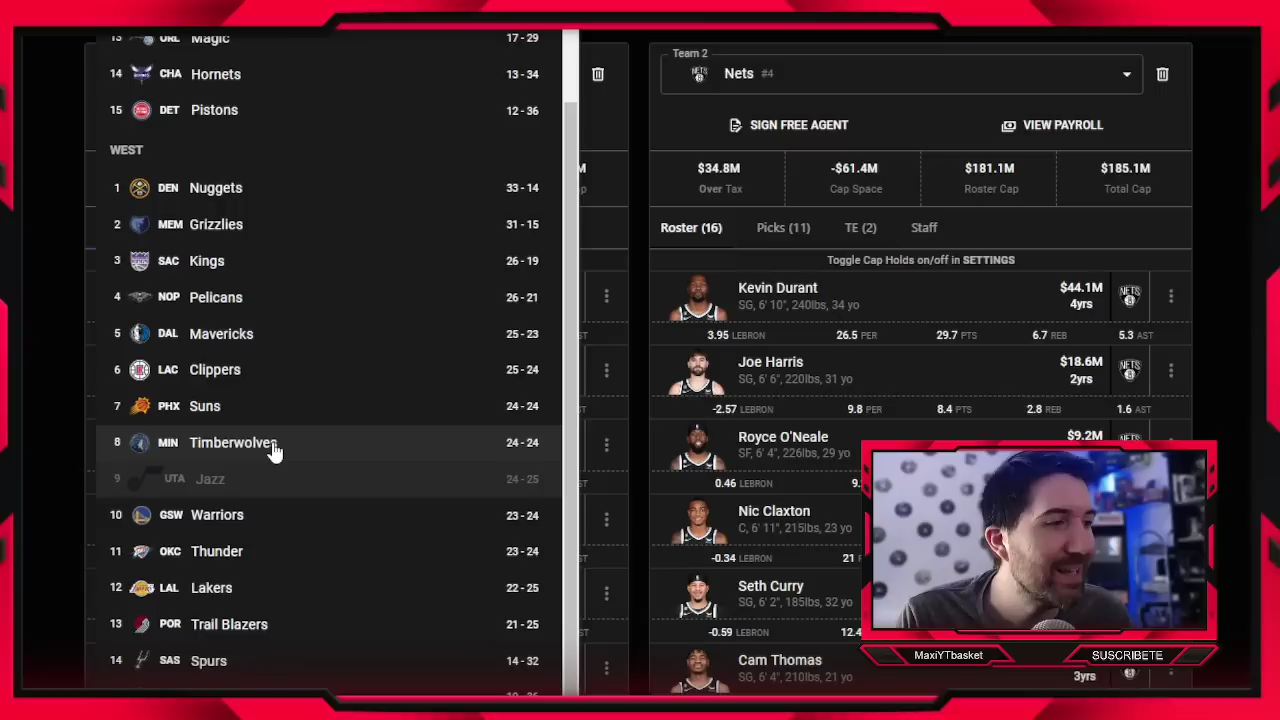 13 ORL Magic 17 - 29
14 CHA Hornets 13 - 34
15 DET Pistons 12 - 36
WEST
1 DEN Nuggets 33 - 14
2 MEM Grizzlies 31 - 15
3 SAC Kings 26 - 19
4 NOP Pelicans 26 - 21
5 DAL Mavericks 25 - 23
6 LAC Clippers 25 - 24
7 PHX Suns 24 - 24
8 MIN Timberwolves 24 - 24
9 UTA Jazz 24 - 25
10 GSW Warriors 23 - 24
11 OKC Thunder 23 - 24
12 LAL Lakers 22 - 25
13 POR Trail Blazers 21 - 25
14 SAS Spurs 14 - 32
Team 2
NETS Nets #4
SIGN FREE AGENT VIEW PAYROLL
$34.8M -$61.4M $181.1M $185.1M
Over Tax Cap Space Roster Cap Total Cap
Roster (16) Picks (11) TE (2) Staff
Toggle Cap Holds on/off in SETTINGS
Kevin Durant $44.1M
SG, 6' 10", 240lbs, 34 yo 4yrs
3.95 LEBRON 26.5 PER 29.7 PTS 6.7 REB 5.3 AST
Joe Harris $18.6M
SG, 6' 6", 220lbs, 31 yo 2yrs
-2.57 LEBRON 9.8 PER 8.4 PTS 2.8 REB 1.6 AST
Royce O'Neale $9.2M
SF, 6' 4", 226lbs, 29 yo
0.46 LEBRON
Nic Claxton
C, 6' 11", 215lbs, 23 yo
-0.34 LEBRON 21
Seth Curry
SG, 6' 2", 185lbs, 32 yo
-0.59 LEBRON 12.4
Cam Thomas
SG, 6' 4", 210lbs, 21 yo 3yrs
MaxiYTbasket SUSCRIBETE